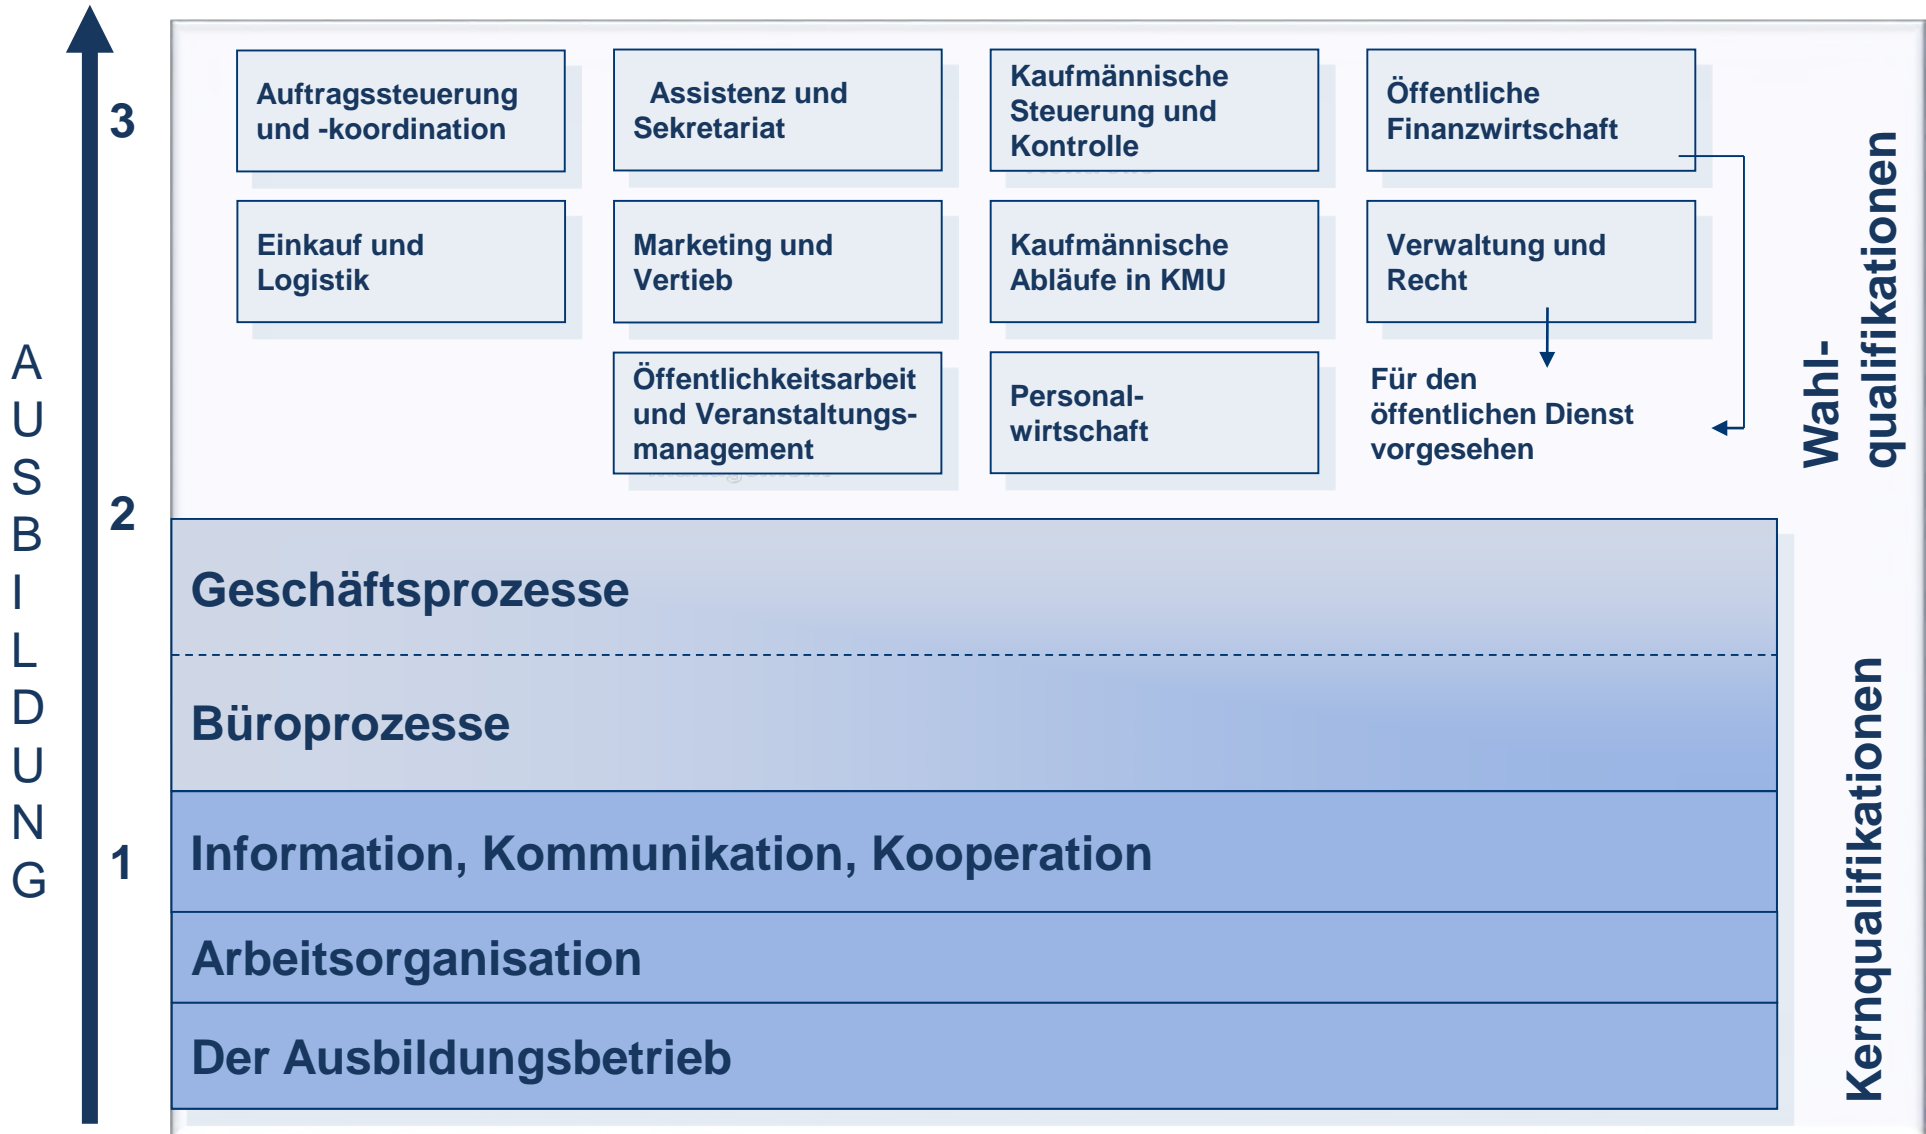 AUSBILDUNG
3
2
1
Auftragssteuerung
und -koordination
Assistenz und
Sekretariat
Kaufmännische
Steuerung und
Kontrolle
Öffentliche
Finanzwirtschaft
Einkauf und
Logistik
Marketing und
Vertieb
Kaufmännische
Abläufe in KMU
Verwaltung und
Recht
Öffentlichkeitsarbeit
und Veranstaltungs-
management
Personal-
wirtschaft
Für den
öffentlichen Dienst
vorgesehen
Wahl-
qualifikationen
Geschäftsprozesse
Büroprozesse
Information, Kommunikation, Kooperation
Arbeitsorganisation
Der Ausbildungsbetrieb
Kernqualifikationen